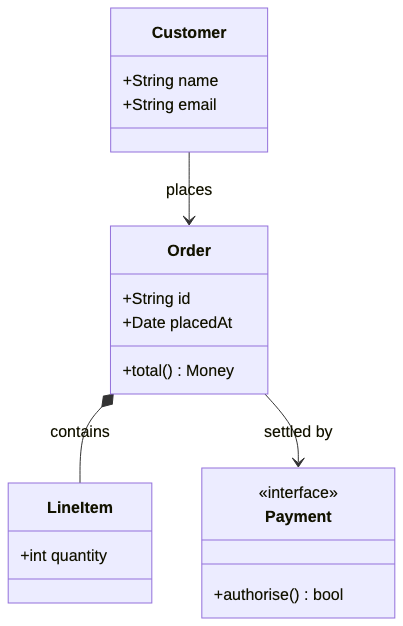 Customer
+String name
+String email
places
Order
+String id
+Date placedAt
+total() : Money
contains
settled by
LineItem
+int quantity
«interface»
Payment
+authorise() : bool